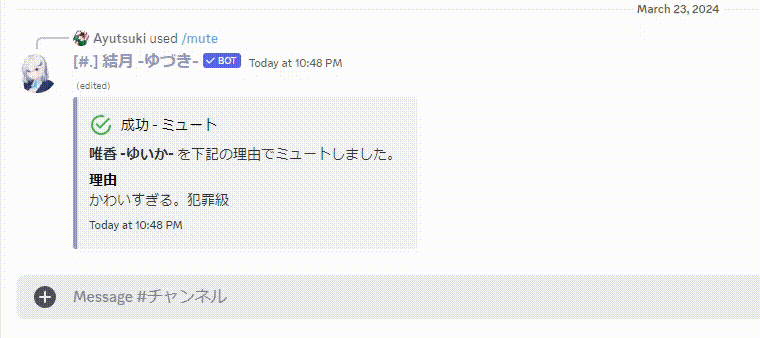 March 23, 2024
Ayutsuki used /mute
[#.] 結月 -ゆづき- BOT Today at 10:48 PM
(edited)
成功 - ミュート
唯香 -ゆいか- を下記の理由でミュートしました。
理由
かわいすぎる。犯罪級
Today at 10:48 PM
Message #チャンネル